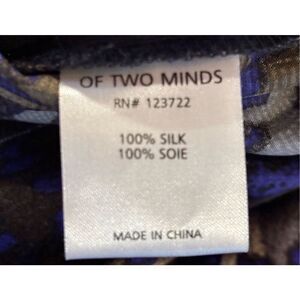 OF TWO MINDS
RN# 123722
100% SILK
100% SOIE
MADE IN CHINA